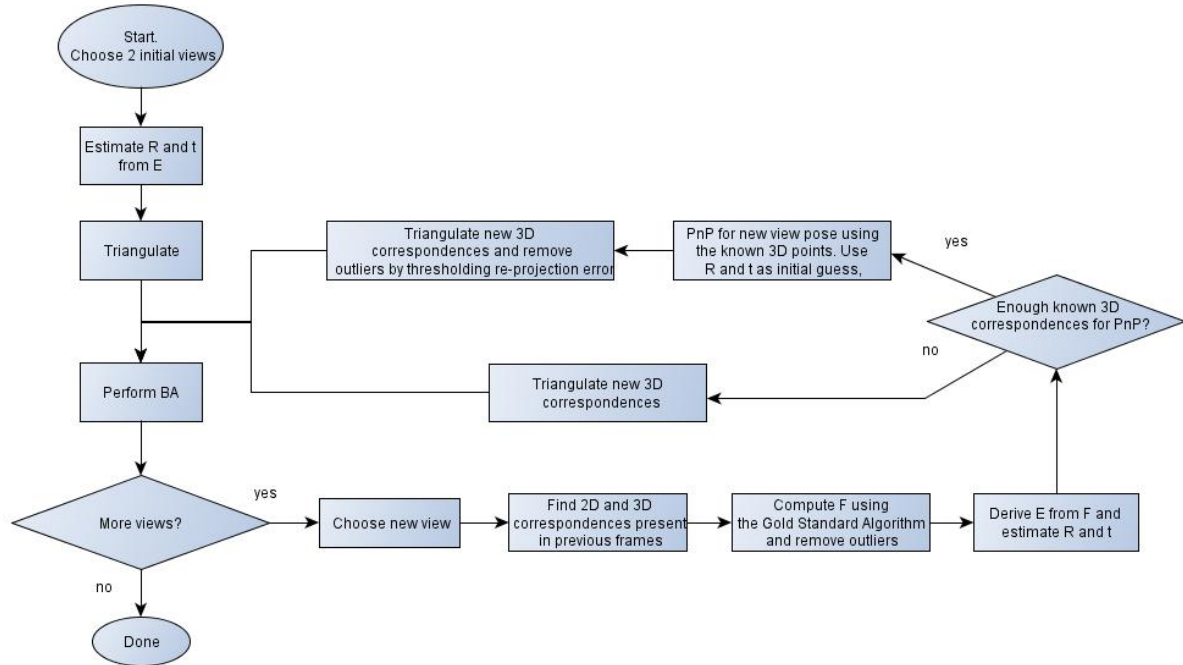 Start.
Choose 2 initial views
Estimate R and t
from E
Triangulate
Perform BA
More views?
no
Done
yes
Choose new view
Find 2D and 3D
correspondences present
in previous frames
Compute F using
the Gold Standard Algorithm
and remove outliers
Derive E from F and
estimate R and t
Enough known 3D
correspondences for PnP?
yes
PnP for new view pose using
the known 3D points. Use
R and t as initial guess,
Triangulate new 3D
correspondences and remove
outliers by thresholding re-projection error
no
Triangulate new 3D
correspondences